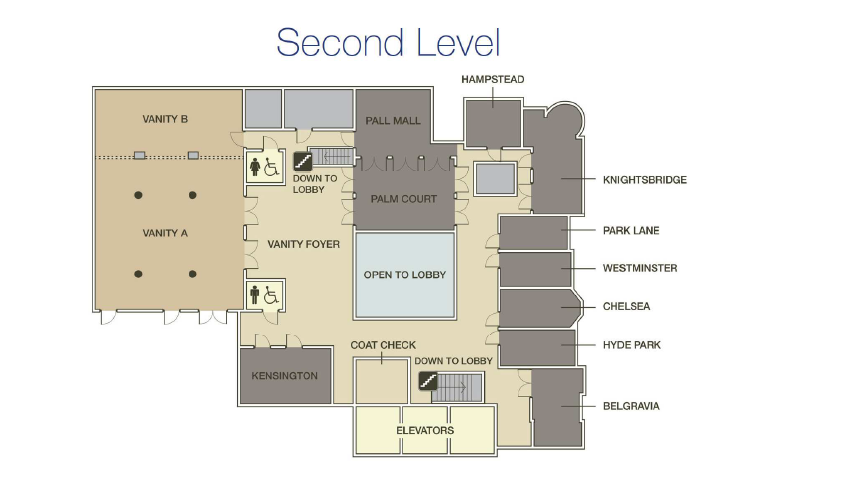 Second Level
HAMPSTEAD
VANITY B
PALL MALL
DOWN TO
LOBBY
KNIGHTSBRIDGE
PALM COURT
PARK LANE
VANITY A
VANITY FOYER
WESTMINSTER
OPEN TO LOBBY
CHELSEA
COAT CHECK
HYDE PARK
DOWN TO LOBBY
KENSINGTON
BELGRAVIA
ELEVATORS